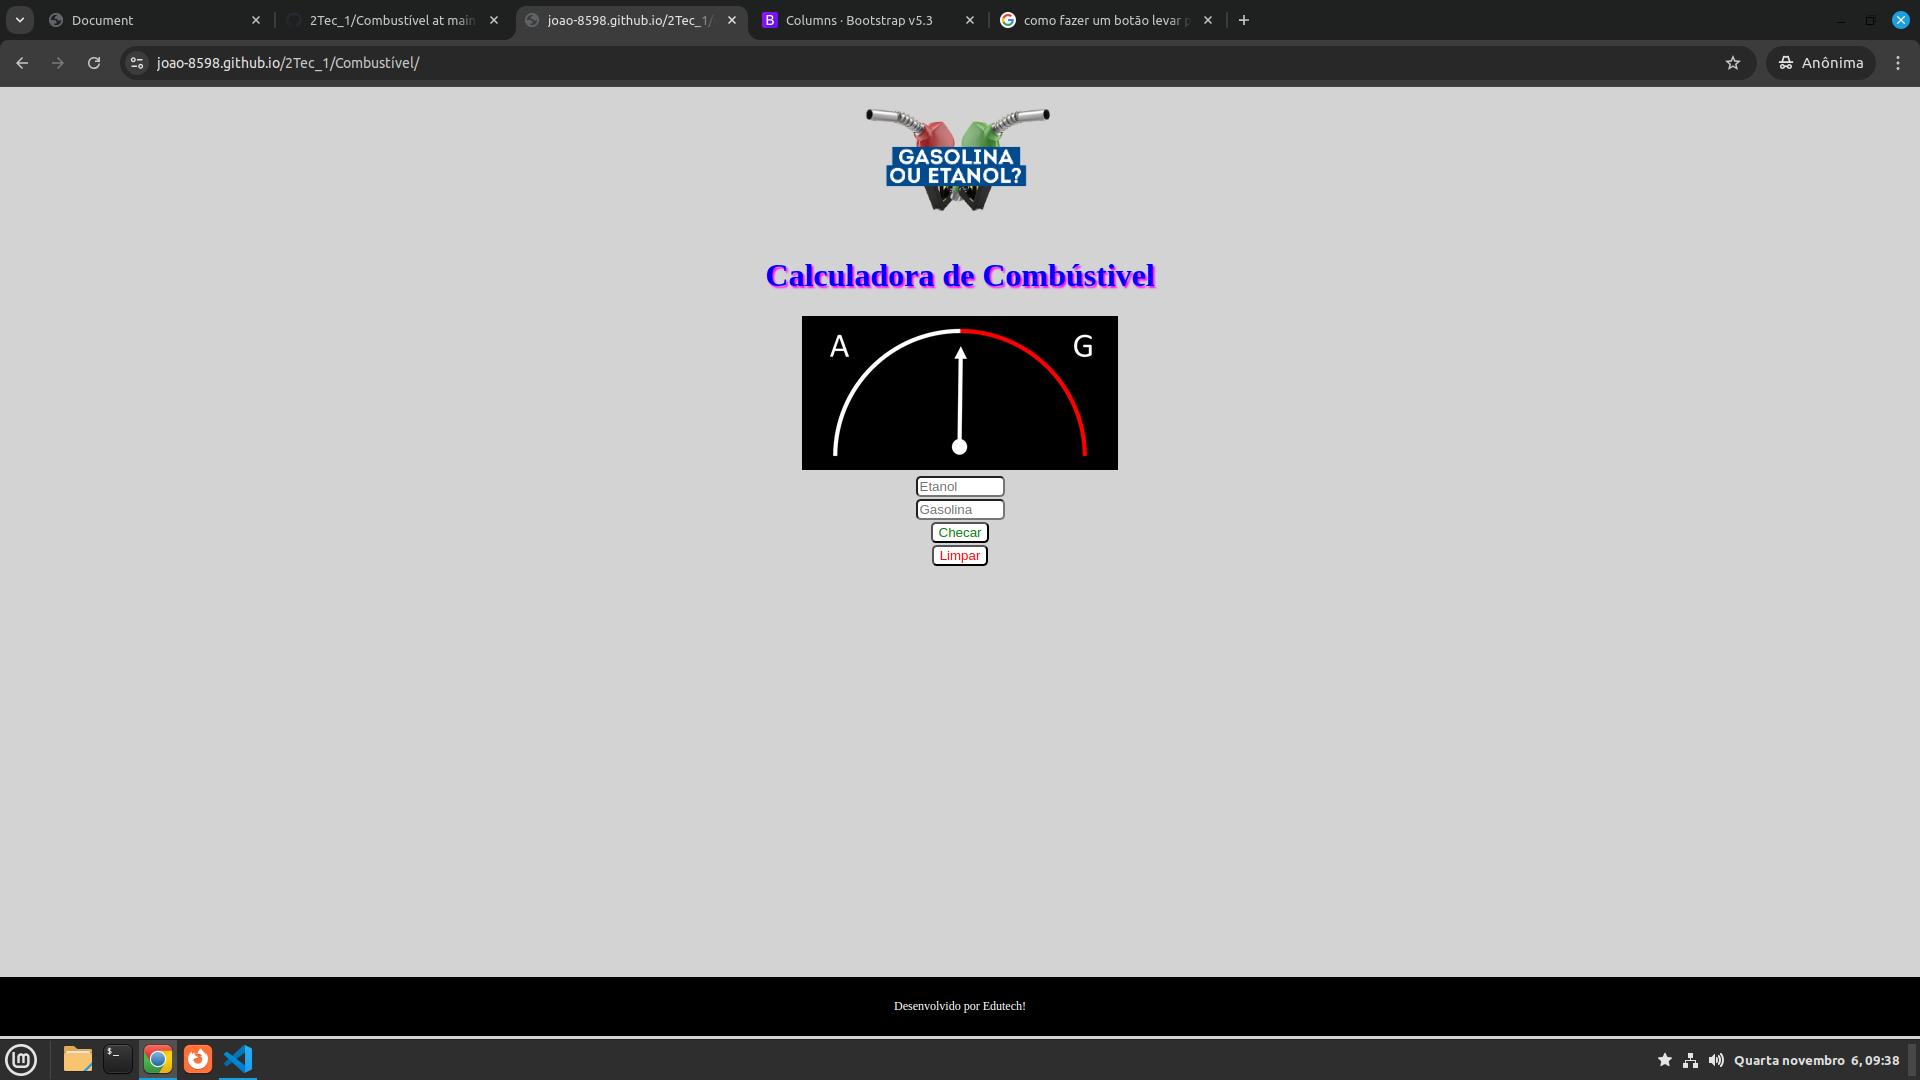 Document
2Tec_1/Combustível at main
joao-8598.github.io/2Tec_1/
Columns · Bootstrap v5.3
como fazer um botão levar p
joao-8598.github.io/2Tec_1/Combustível/
Anônima
GASOLINA
OU ETANOL?
Calculadora de Combústivel
A
G
Etanol
Gasolina
Checar
Limpar
Desenvolvido por Edutech!
$_
lm
Quarta novembro 6, 09:38